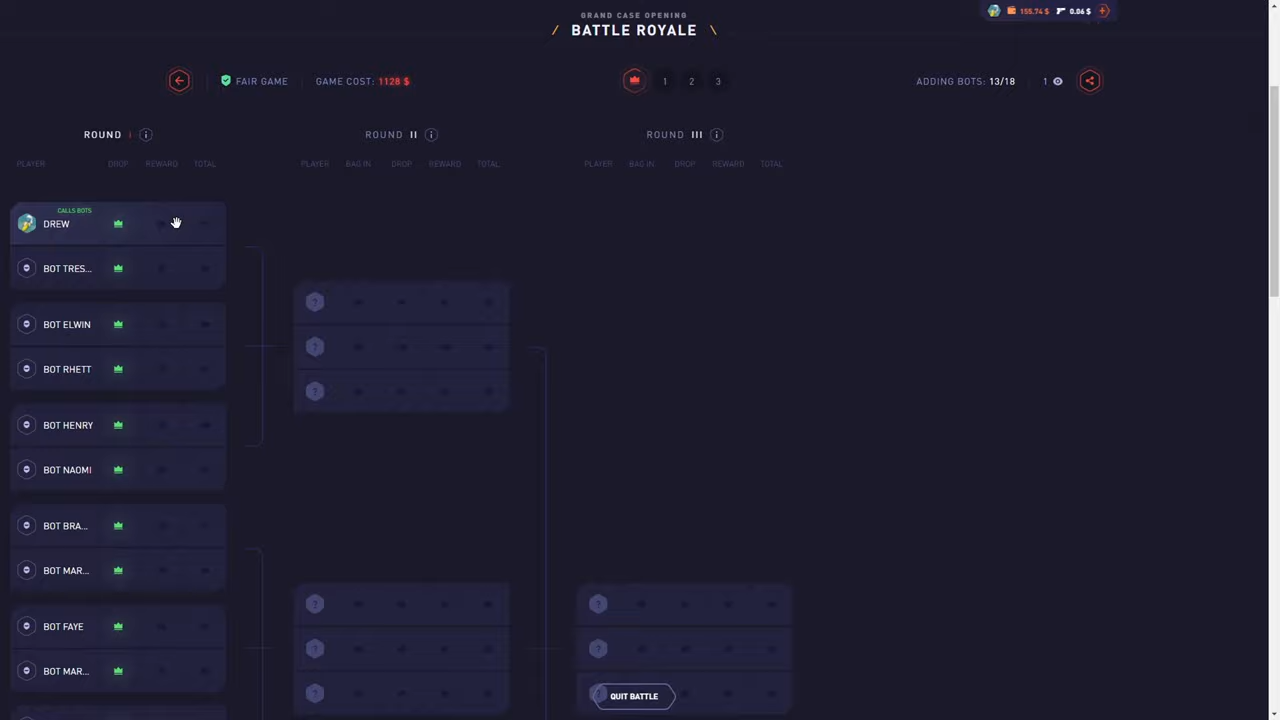 GRAND CASE OPENING
/ BATTLE ROYALE \
155.74 $ 0.06 $
FAIR GAME GAME COST: 1128 $
1 2 3
ADDING BOTS: 13/18 1
ROUND I ROUND II ROUND III
PLAYER DROP REWARD TOTAL PLAYER BAG IN DROP REWARD TOTAL PLAYER BAG IN DROP REWARD TOTAL
CALLS BOTS
DREW
BOT TRES...
BOT ELWIN
BOT RHETT
BOT HENRY
BOT NAOMI
BOT BRA...
BOT MAR...
BOT FAYE
BOT MAR...
? ? ?
? ? ?
? ? ?
QUIT BATTLE